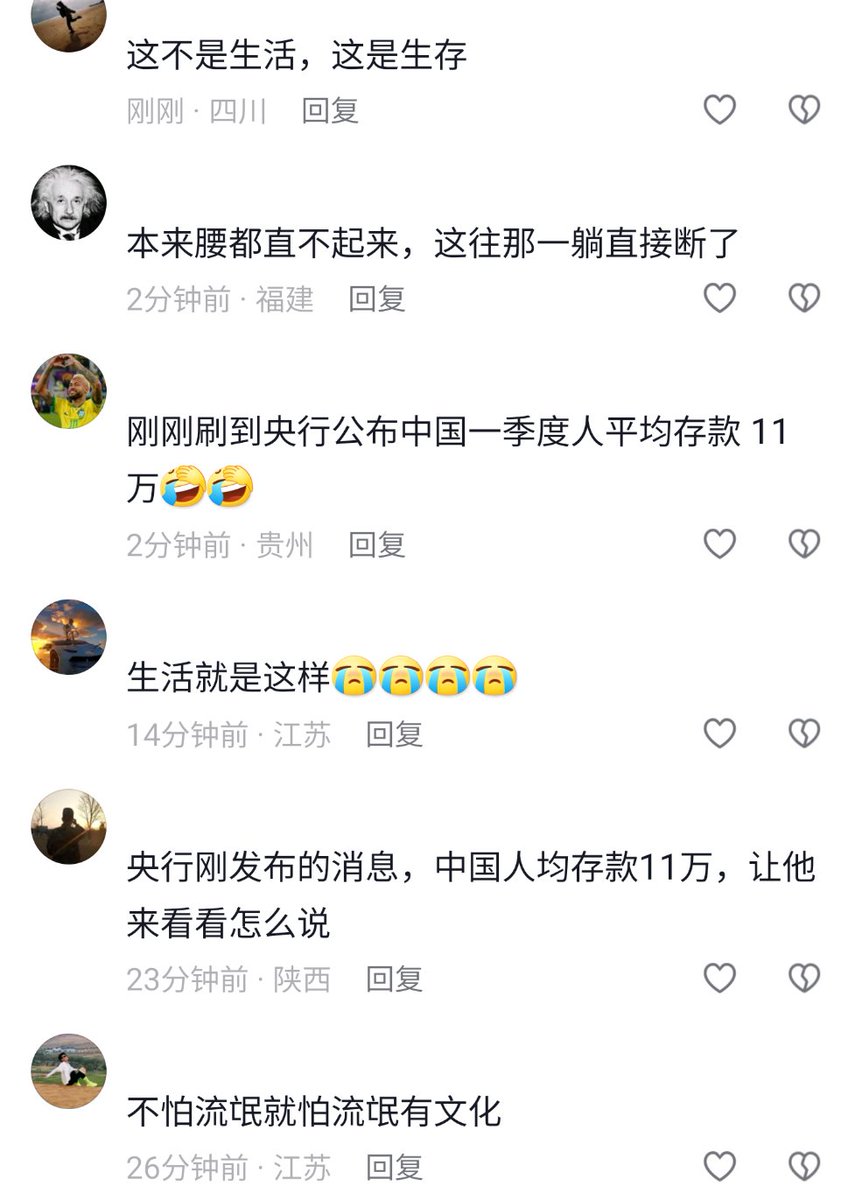 这不是生活，这是生存
刚刚 · 四川 回复
本来腰都直不起来，这往那一躺直接断了
2分钟前 · 福建 回复
刚刚刷到央行公布中国一季度人平均存款 11
万🤣🤣
2分钟前 · 贵州 回复
生活就是这样😭😭😭😭
14分钟前 · 江苏 回复
央行刚发布的消息，中国人均存款11万，让他
来看看怎么说
23分钟前 · 陕西 回复
不怕流氓就怕流氓有文化
26分钟前 · 江苏 回复